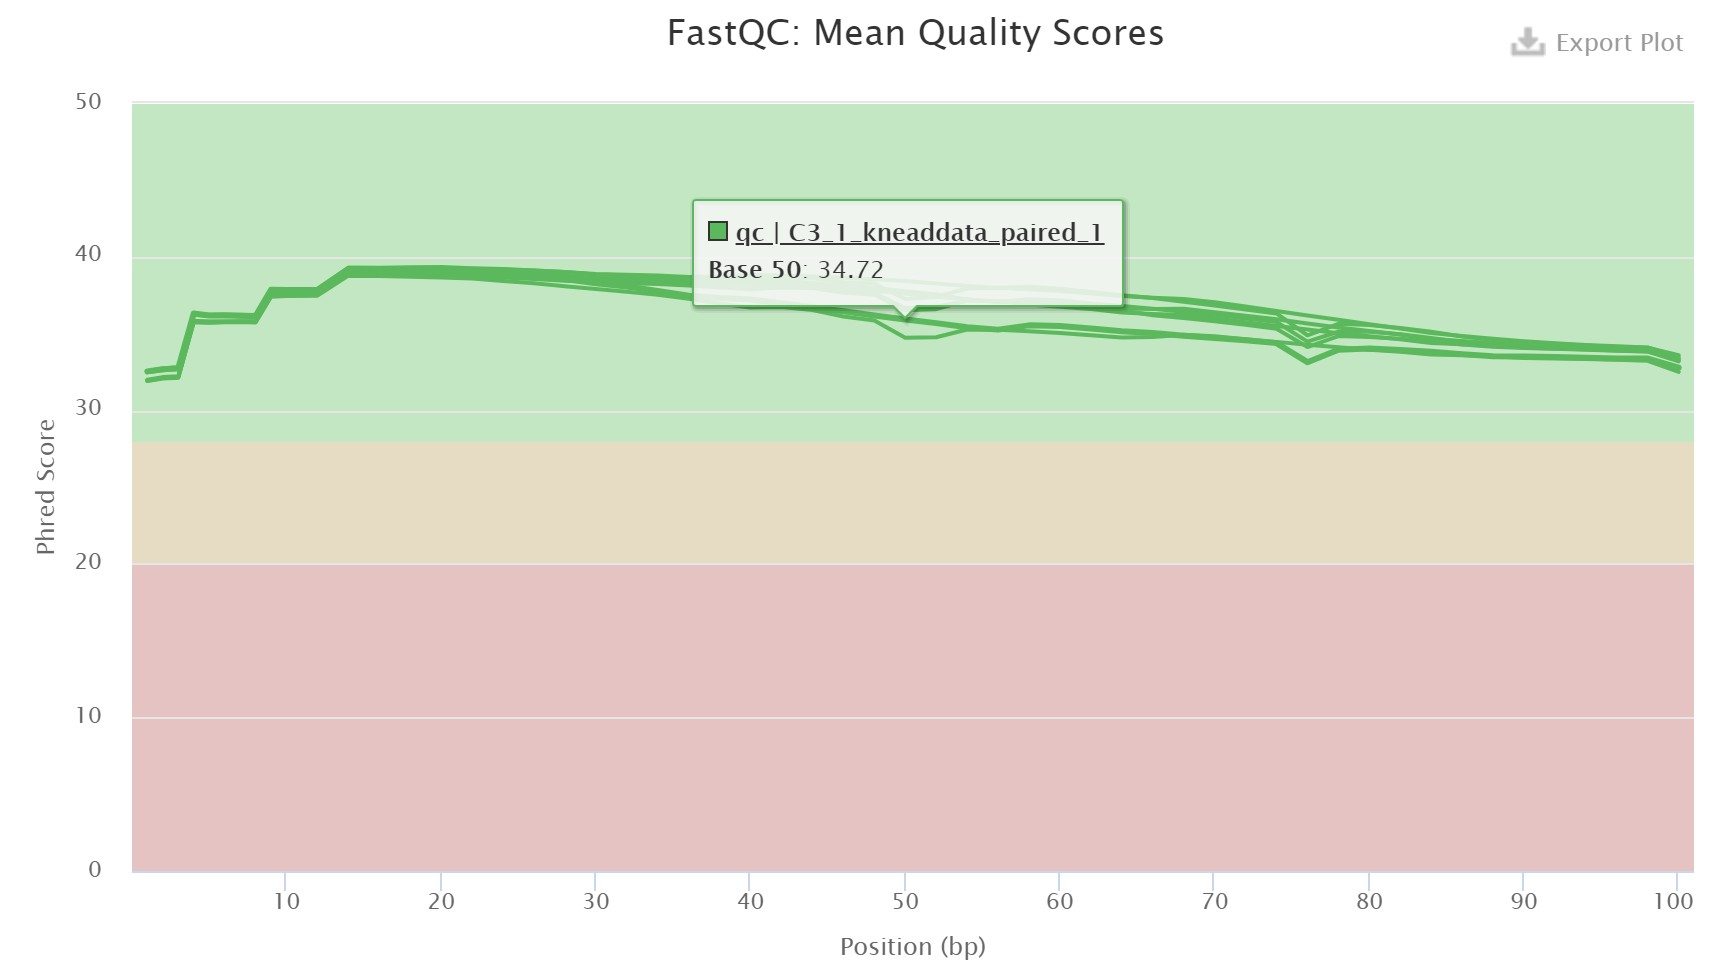 FastQC: Mean Quality Scores
Export Plot
50
40
30
20
10
0
Phred Score
qc | C3_1_kneaddata_paired_1
Base 50: 34.72
10 20 30 40 50 60 70 80 90 100
Position (bp)